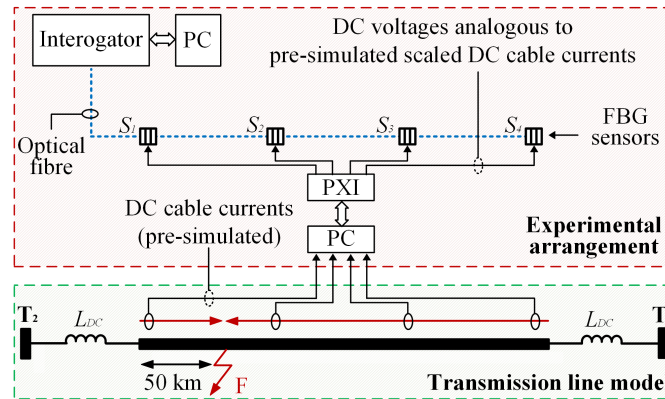 DC voltages analogous to
pre-simulated scaled DC cable currents
Interogator
PC
Optical
fibre
S1
S2
S3
S4
FBG
sensors
PXI
DC cable currents
(pre-simulated)
PC
Experimental
arrangement
T2
LDC
LDC
T
50 km
F
Transmission line mode